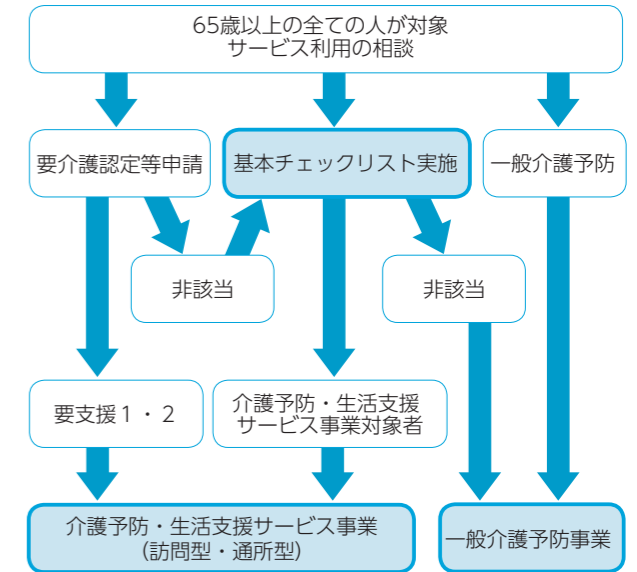 65歳以上の全ての人が対象
サービス利用の相談
要介護認定等申請
基本チェックリスト実施
一般介護予防
非該当
非該当
要支援１・２
介護予防・生活支援
サービス事業対象者
介護予防・生活支援サービス事業
(訪問型・通所型)
一般介護予防事業